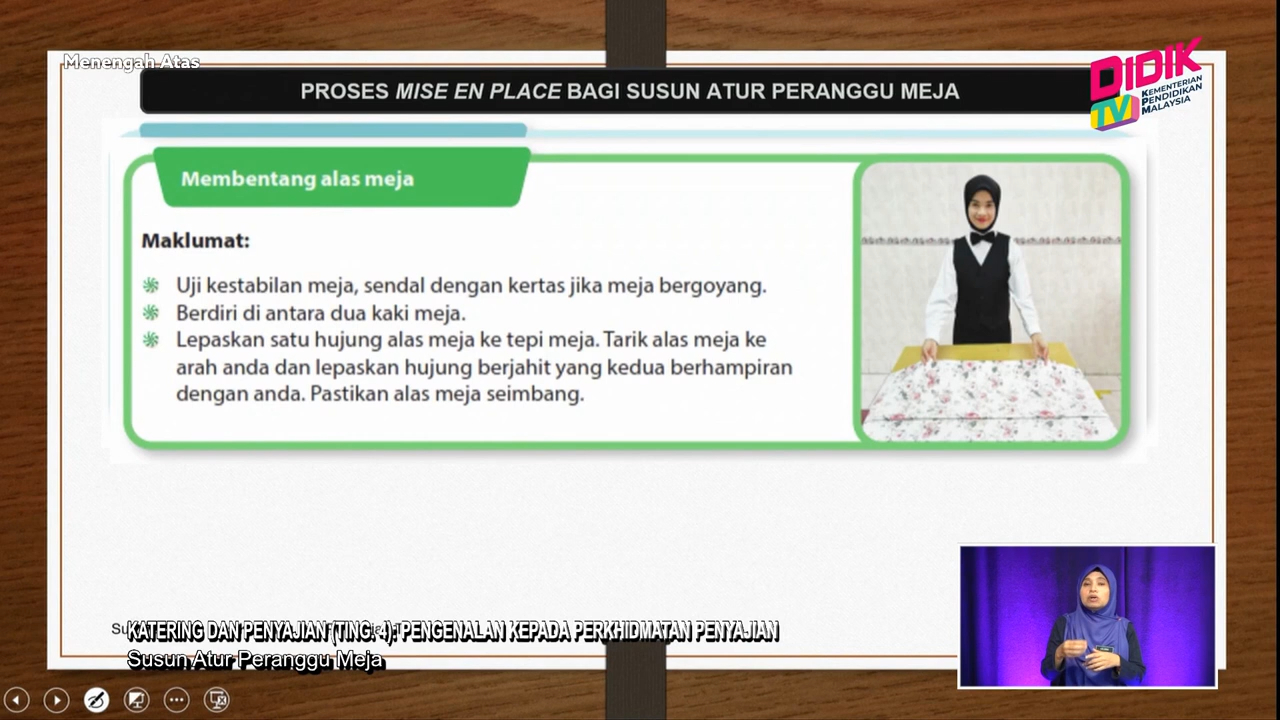 Menengah Atas
DIDIK
TV
KEMENTERIAN
PENDIDIKAN
MALAYSIA
PROSES MISE EN PLACE BAGI SUSUN ATUR PERANGGU MEJA
Membentang alas meja
Maklumat:
Uji kestabilan meja, sendal dengan kertas jika meja bergoyang.
Berdiri di antara dua kaki meja.
Lepaskan satu hujung alas meja ke tepi meja. Tarik alas meja ke
arah anda dan lepaskan hujung berjahit yang kedua berhampiran
dengan anda. Pastikan alas meja seimbang.
KATERING DAN PENYAJIAN (TING. 4): PENGENALAN KEPADA PERKHIDMATAN PENYAJIAN
Susun Atur Peranggu Meja